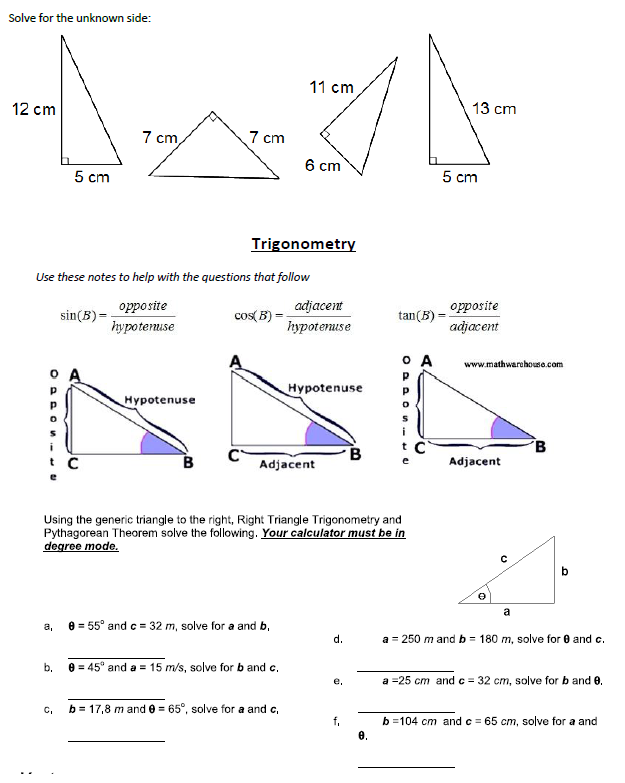 Solve for the unknown side:
12 cm
5 cm
7 cm
7 cm
11 cm
6 cm
13 cm
5 cm
Trigonometry
Use these notes to help with the questions that follow
sin(B) = opposite / hypotenuse
cos(B) = adjacent / hypotenuse
tan(B) = opposite / adjacent
opposite
A
Hypotenuse
C
B
A
Hypotenuse
C
Adjacent
B
opposite
A
www.mathwarehouse.com
C
Adjacent
B
Using the generic triangle to the right, Right Triangle Trigonometry and
Pythagorean Theorem solve the following. Your calculator must be in
degree mode.
c
b
θ
a
a. θ = 55° and c = 32 m, solve for a and b.
b. θ = 45° and a = 15 m/s, solve for b and c.
c. b = 17.8 m and θ = 65°, solve for a and c.
d. a = 250 m and b = 180 m, solve for θ and c.
e. a =25 cm and c = 32 cm, solve for b and θ.
f. b =104 cm and c = 65 cm, solve for a and
θ.